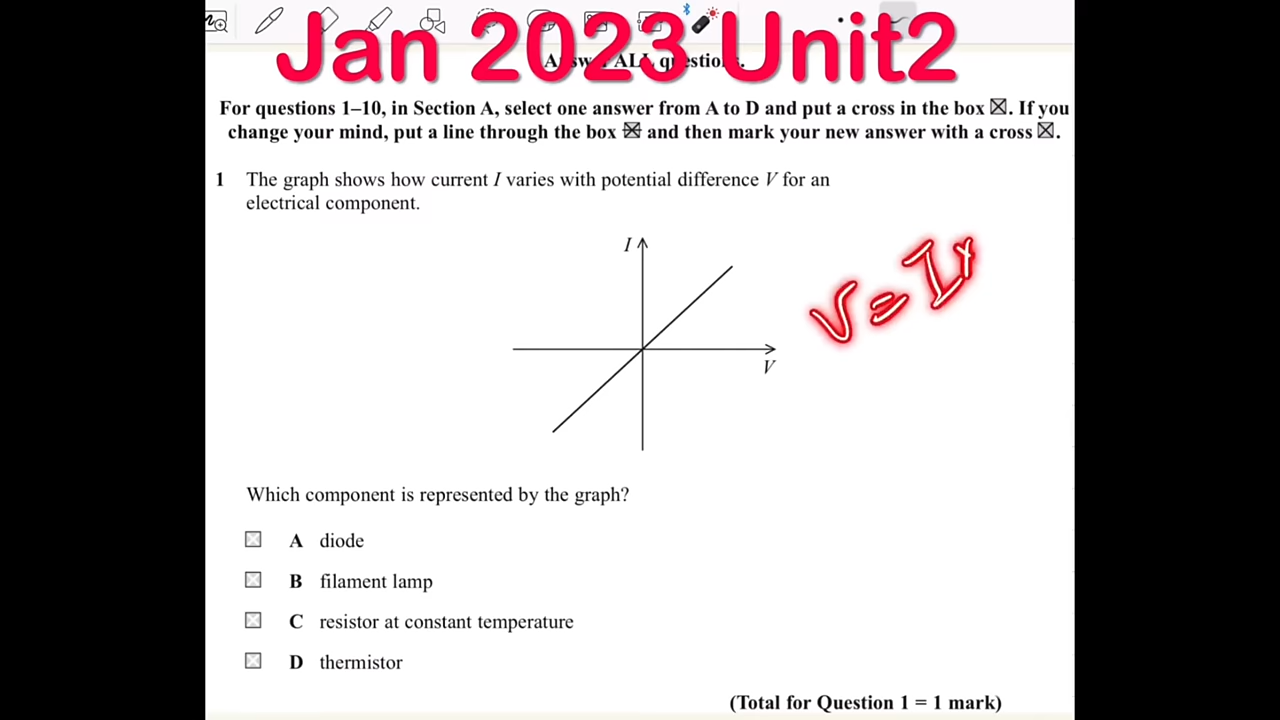 Jan 2023 Unit2
Answer ALL questions.
For questions 1–10, in Section A, select one answer from A to D and put a cross in the box ☒. If you
change your mind, put a line through the box and then mark your new answer with a cross ☒.
1 The graph shows how current I varies with potential difference V for an
electrical component.
I
V = I
V
Which component is represented by the graph?
A diode
B filament lamp
C resistor at constant temperature
D thermistor
(Total for Question 1 = 1 mark)